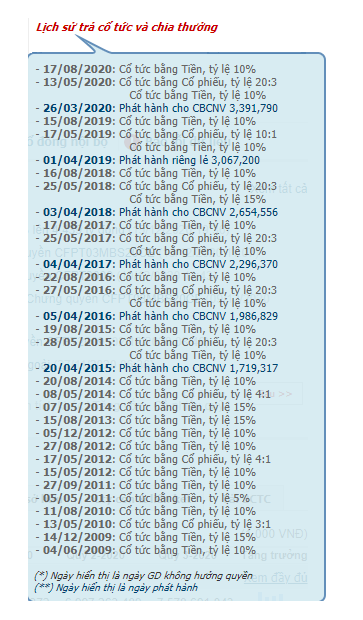 Lịch sử trả cổ tức và chia thưởng
- 17/08/2020: Cổ tức bằng Tiền, tỷ lệ 10%
- 13/05/2020: Cổ tức bằng Cổ phiếu, tỷ lệ 20:3
Cổ tức bằng Tiền, tỷ lệ 10%
- 26/03/2020: Phát hành cho CBCNV 3,391,790
- 15/08/2019: Cổ tức bằng Tiền, tỷ lệ 10%
- 17/05/2019: Cổ tức bằng Cổ phiếu, tỷ lệ 10:1
Cổ tức bằng Tiền, tỷ lệ 10%
- 01/04/2019: Phát hành riêng lẻ 3,067,200
- 16/08/2018: Cổ tức bằng Tiền, tỷ lệ 10%
- 25/05/2018: Cổ tức bằng Cổ phiếu, tỷ lệ 20:3
Cổ tức bằng Tiền, tỷ lệ 15%
- 03/04/2018: Phát hành cho CBCNV 2,654,556
- 17/08/2017: Cổ tức bằng Tiền, tỷ lệ 10%
- 25/05/2017: Cổ tức bằng Cổ phiếu, tỷ lệ 20:3
Cổ tức bằng Tiền, tỷ lệ 10%
- 04/04/2017: Phát hành cho CBCNV 2,296,370
- 22/08/2016: Cổ tức bằng Tiền, tỷ lệ 10%
- 27/05/2016: Cổ tức bằng Cổ phiếu, tỷ lệ 20:3
Cổ tức bằng Tiền, tỷ lệ 10%
- 05/04/2016: Phát hành cho CBCNV 1,986,829
- 19/08/2015: Cổ tức bằng Tiền, tỷ lệ 10%
- 28/05/2015: Cổ tức bằng Cổ phiếu, tỷ lệ 20:3
Cổ tức bằng Tiền, tỷ lệ 10%
- 20/04/2015: Phát hành cho CBCNV 1,719,317
- 20/08/2014: Cổ tức bằng Tiền, tỷ lệ 10%
- 08/05/2014: Cổ tức bằng Cổ phiếu, tỷ lệ 4:1
- 07/05/2014: Cổ tức bằng Tiền, tỷ lệ 15%
- 15/08/2013: Cổ tức bằng Tiền, tỷ lệ 15%
- 05/12/2012: Cổ tức bằng Tiền, tỷ lệ 10%
- 27/08/2012: Cổ tức bằng Tiền, tỷ lệ 10%
- 17/05/2012: Cổ tức bằng Cổ phiếu, tỷ lệ 4:1
- 15/05/2012: Cổ tức bằng Tiền, tỷ lệ 10%
- 27/09/2011: Cổ tức bằng Tiền, tỷ lệ 10%
- 05/05/2011: Cổ tức bằng Tiền, tỷ lệ 5%
- 11/08/2010: Cổ tức bằng Tiền, tỷ lệ 10%
- 13/05/2010: Cổ tức bằng Cổ phiếu, tỷ lệ 3:1
- 14/12/2009: Cổ tức bằng Tiền, tỷ lệ 15%
- 04/06/2009: Cổ tức bằng Tiền, tỷ lệ 10%
(*) Ngày hiển thị là ngày GD không hưởng quyền
(**) Ngày hiển thị là ngày phát hành